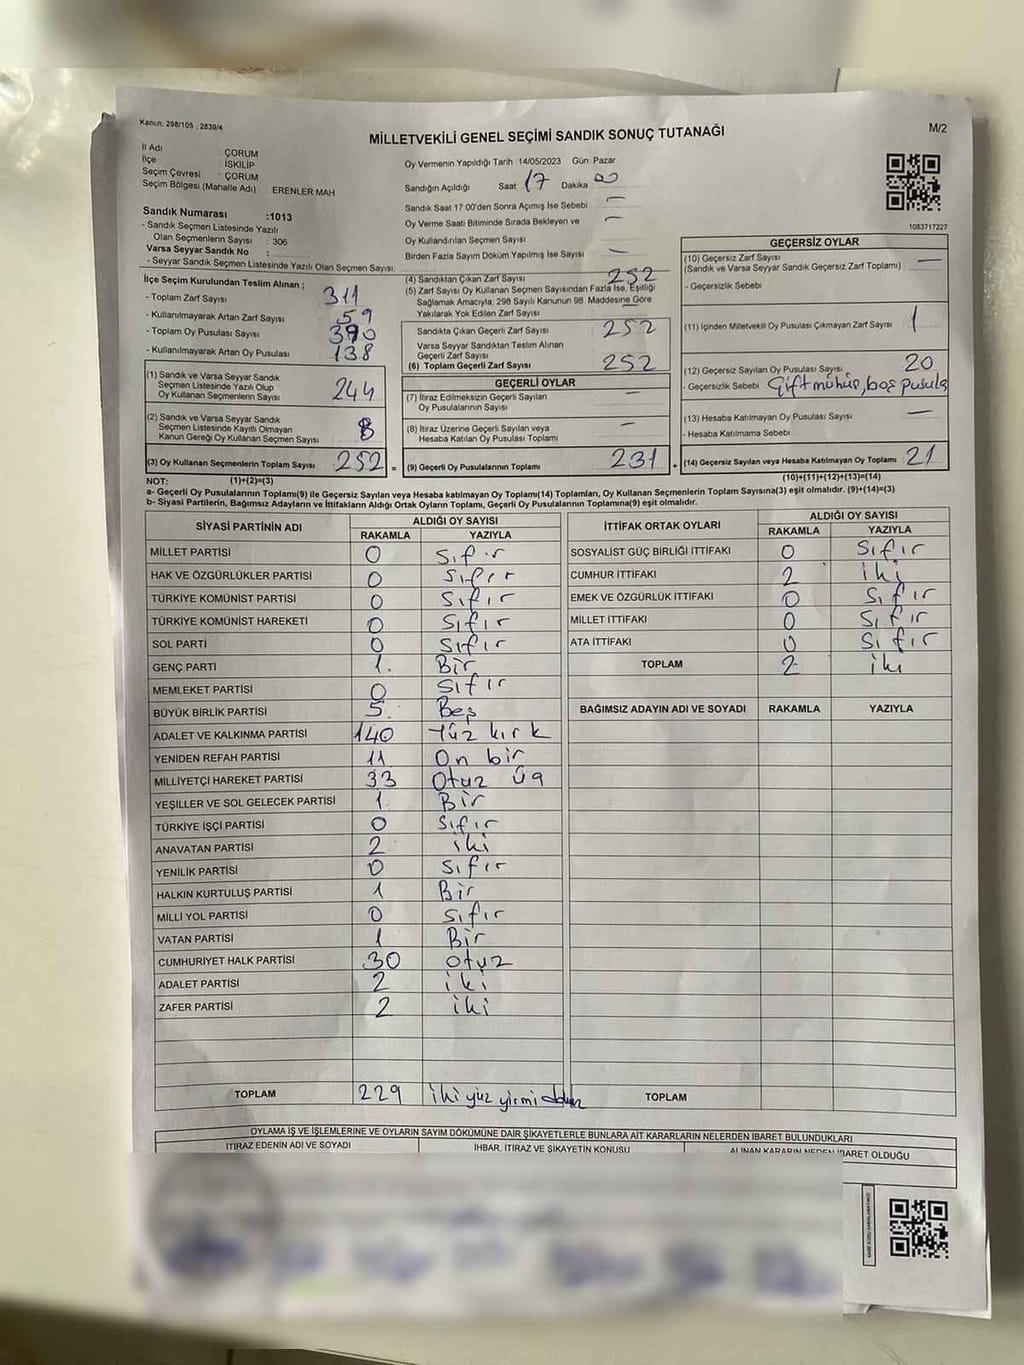 Kanun: 298/105 , 2839/4
MİLLETVEKİLİ GENEL SEÇİMİ SANDIK SONUÇ TUTANAĞI
M/2
İl Adı : ÇORUM
İlçe : İSKİLİP
Seçim Çevresi : ÇORUM
Seçim Bölgesi (Mahalle Adı) : ERENLER MAH
Sandık Numarası :1013
- Sandık Seçmen Listesinde Yazılı
Olan Seçmenlerin Sayısı : 306
Varsa Seyyar Sandık No :
- Seyyar Sandık Seçmen Listesinde Yazılı Olan Seçmen Sayısı:
Oy Vermenin Yapıldığı Tarih :14/05/2023 Gün: Pazar
Sandığın Açıldığı Saat 17 Dakika 00
Sandık Saat 17.00'den Sonra Açımış İse Sebebi —
Oy Verme Saati Bitiminde Sırada Bekleyen ve —
Oy Kullandırılan Seçmen Sayısı
Birden Fazla Sayım Döküm Yapılmış İse Sayısı —
1083717227
İlçe Seçim Kurulundan Teslim Alınan ;
- Toplam Zarf Sayısı 311
- Kullanılmayarak Artan Zarf Sayısı 59
- Toplam Oy Pusulası Sayısı 390
- Kullanılmayarak Artan Oy Pusulası 138
(1) Sandık ve Varsa Seyyar Sandık
Seçmen Listesinde Yazılı Olup
Oy Kullanan Seçmenlerin Sayısı 244
(2) Sandık ve Varsa Seyyar Sandık
Seçmen Listesinde Kayıtlı Olmayan
Kanun Gereği Oy Kullanan Seçmen Sayısı 8
(3) Oy Kullanan Seçmenlerin Toplam Sayısı 252 =
(4) Sandıktan Çıkan Zarf Sayısı 252
(5) Zarf Sayısı Oy Kullanan Seçmen Sayısından Fazla İse, Eşitliği
Sağlamak Amacıyla; 298 Sayılı Kanunun 98. Maddesine Göre
Yakılarak Yok Edilen Zarf Sayısı —
Sandıkta Çıkan Geçerli Zarf Sayısı 252
Varsa Seyyar Sandıktan Teslim Alınan
Geçerli Zarf Sayısı
(6) Toplam Geçerli Zarf Sayısı 252
GEÇERLİ OYLAR
(7) İtiraz Edilmeksizin Geçerli Sayılan —
Oy Pusulalarının Sayısı
(8) İtiraz Üzerine Geçerli Sayılan veya —
Hesaba Katılan Oy Pusulası Toplamı
(9) Geçerli Oy Pusulalarının Toplamı 231 +
GEÇERSİZ OYLAR
(10) Geçersiz Zarf Sayısı —
(Sandık ve Varsa Seyyar Sandık Geçersiz Zarf Toplamı)
- Geçersizlik Sebebi
(11) İçinden Milletvekili Oy Pusulası Çıkmayan Zarf Sayısı 1
(12) Geçersiz Sayılan Oy Pusulası Sayısı 20
- Geçersizlik Sebebi Çift mühür, boş pusula
(13) Hesaba Katılmayan Oy Pusulası Sayısı —
- Hesaba Katılmama Sebebi
(14) Geçersiz Sayılan veya Hesaba Katılmayan Oy Toplamı 21
NOT: (1)+(2)=(3) (10)+(11)+(12)+(13)=(14)
a- Geçerli Oy Pusulalarının Toplamı(9) ile Geçersiz Sayılan veya Hesaba katılmayan Oy Toplamı(14) Toplamları, Oy Kullanan Seçmenlerin Toplam Sayısına(3) eşit olmalıdır. (9)+(14)=(3)
b- Siyasi Partilerin, Bağımsız Adayların ve İttifakların Aldığı Ortak Oyların Toplamı, Geçerli Oy Pusulalarının Toplamına(9) eşit olmalıdır.
SİYASİ PARTİNİN ADI ALDIĞI OY SAYISI
RAKAMLA YAZIYLA
MİLLET PARTİSİ 0 Sıfır
HAK VE ÖZGÜRLÜKLER PARTİSİ 0 Sıfır
TÜRKİYE KOMÜNİST PARTİSİ 0 Sıfır
TÜRKİYE KOMÜNİST HAREKETİ 0 Sıfır
SOL PARTİ 0 Sıfır
GENÇ PARTİ 1 Bir
MEMLEKET PARTİSİ 0 Sıfır
BÜYÜK BİRLİK PARTİSİ 5 Beş
ADALET VE KALKINMA PARTİSİ 140 Yüz kırk
YENİDEN REFAH PARTİSİ 11 On bir
MİLLİYETÇİ HAREKET PARTİSİ 33 Otuz üç
YEŞİLLER VE SOL GELECEK PARTİSİ 1 Bir
TÜRKİYE İŞÇİ PARTİSİ 0 Sıfır
ANAVATAN PARTİSİ 2 iki
YENİLİK PARTİSİ 0 Sıfır
HALKIN KURTULUŞ PARTİSİ 1 Bir
MİLLİ YOL PARTİSİ 0 Sıfır
VATAN PARTİSİ 1 Bir
CUMHURİYET HALK PARTİSİ 30 Otuz
ADALET PARTİSİ 2 iki
ZAFER PARTİSİ 2 iki
TOPLAM 229 iki yüz yirmi dokuz
İTTİFAK ORTAK OYLARI ALDIĞI OY SAYISI
RAKAMLA YAZIYLA
SOSYALİST GÜÇ BİRLİĞİ İTTİFAKI 0 Sıfır
CUMHUR İTTİFAKI 2 iki
EMEK VE ÖZGÜRLÜK İTTİFAKI 0 Sıfır
MİLLET İTTİFAKI 0 Sıfır
ATA İTTİFAKI 0 Sıfır
TOPLAM 2 iki
BAĞIMSIZ ADAYIN ADI VE SOYADI RAKAMLA YAZIYLA
TOPLAM
OYLAMA İŞ VE İŞLEMLERİNE VE OYLARIN SAYIM DÖKÜMÜNE DAİR ŞİKAYETLERLE BUNLARA AİT KARARLARIN NELERDEN İBARET BULUNDUKLARI
İTİRAZ EDENİN ADI VE SOYADI İHBAR, İTİRAZ VE ŞİKAYETİN KONUSU ALINAN KARARIN NEDEN İBARET OLDUĞU